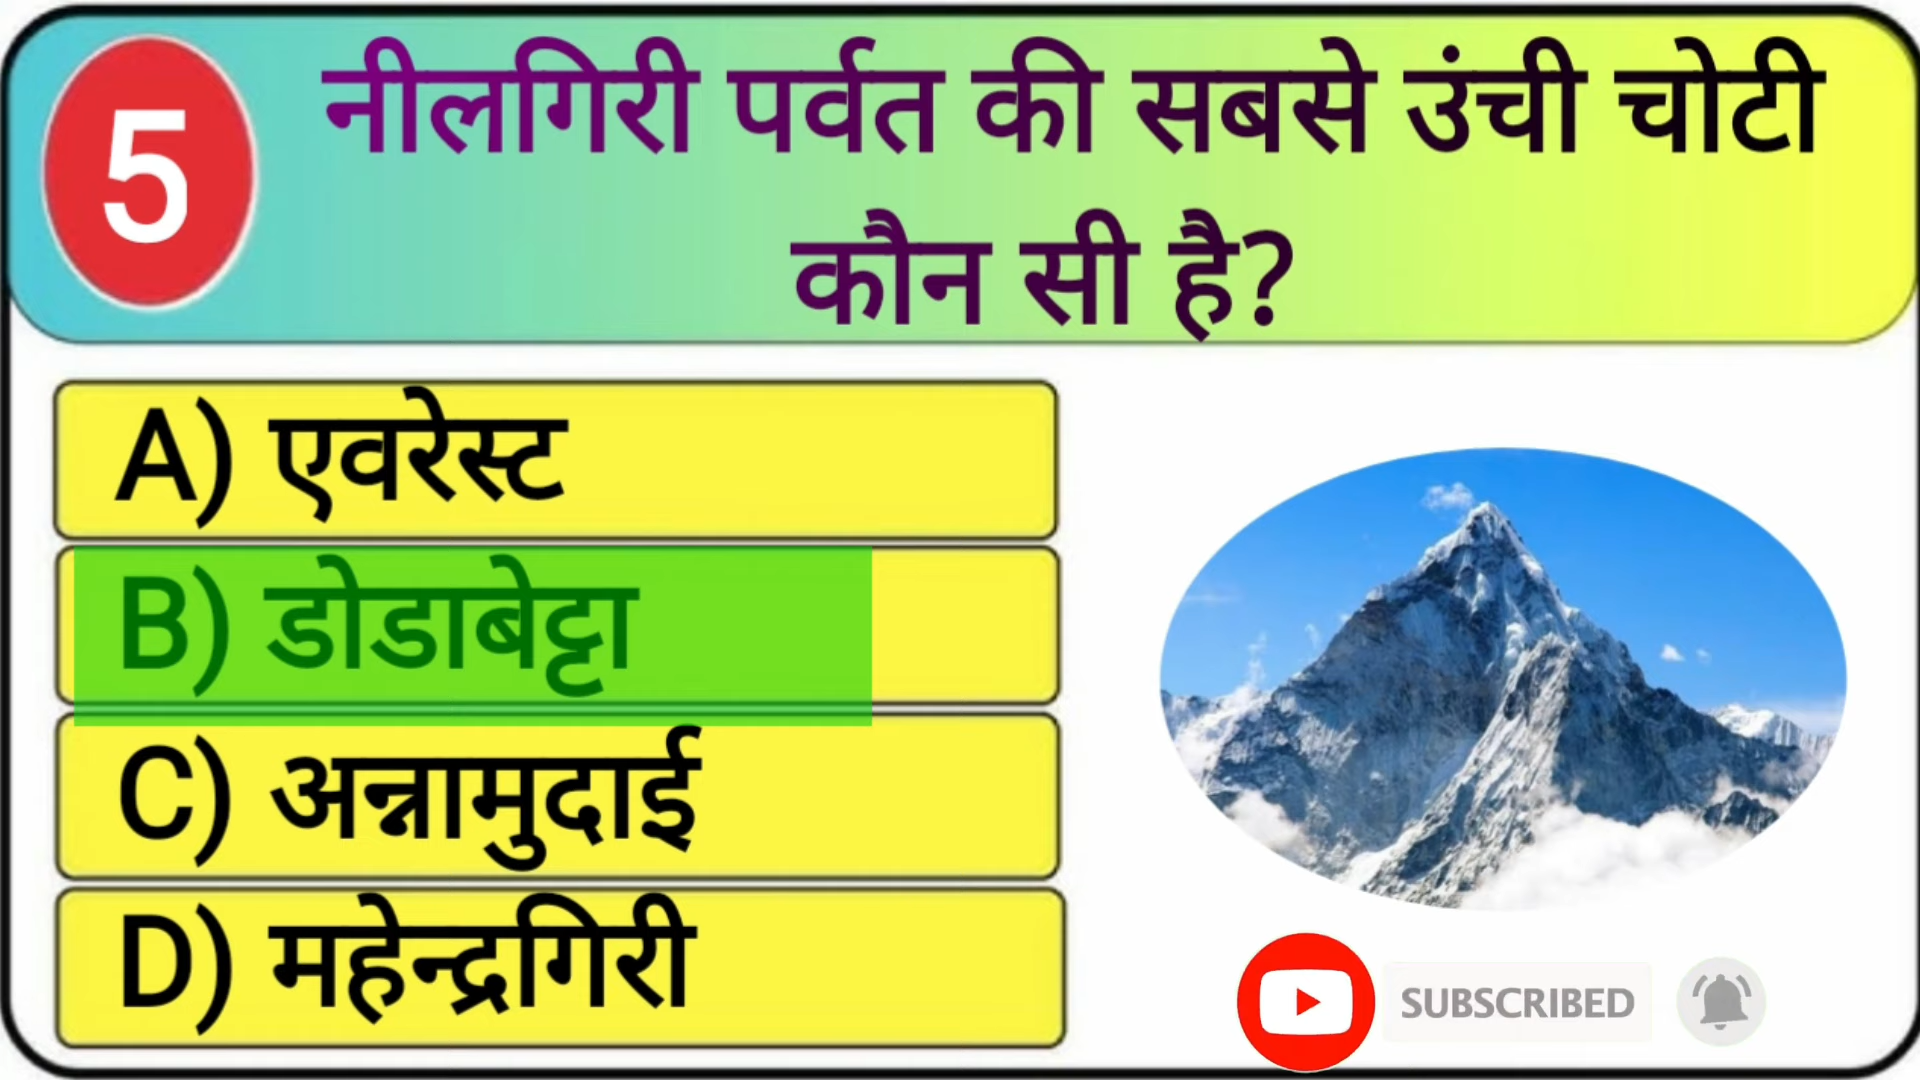 5
नीलगिरी पर्वत की सबसे उंची चोटी
कौन सी है?
A) एवरेस्ट
B) डोडाबेट्टा
C) अन्नामुदाई
D) महेन्द्रगिरी
SUBSCRIBED